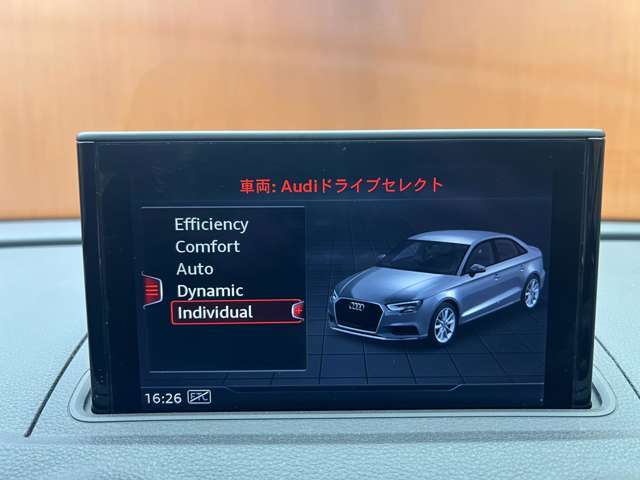 車両: Audiドライブセレクト
Efficiency
Comfort
Auto
Dynamic
Individual
16:26 ETC